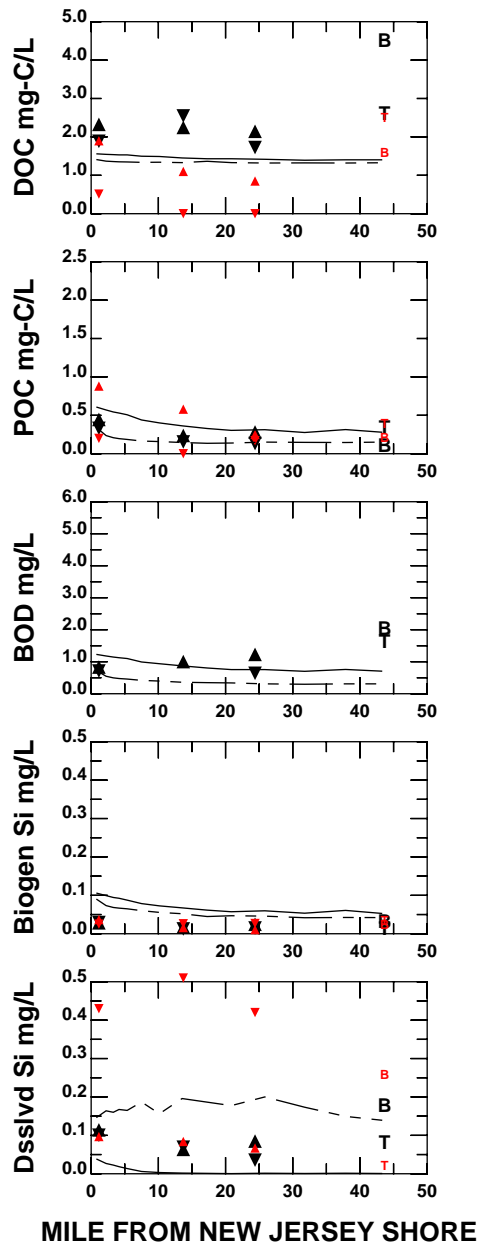 DOC mg-C/L
5.0
4.0
3.0
2.0
1.0
0.0
B
T
T
B
0 10 20 30 40 50
POC mg-C/L
2.5
2.0
1.5
1.0
0.5
0.0
T
T
B
B
0 10 20 30 40 50
BOD mg/L
6.0
5.0
4.0
3.0
2.0
1.0
0.0
B
T
0 10 20 30 40 50
Biogen Si mg/L
0.5
0.4
0.3
0.2
0.1
0.0
B
T
0 10 20 30 40 50
Dsslvd Si mg/L
0.5
0.4
0.3
0.2
0.1
0.0
B
B
T
T
0 10 20 30 40 50
MILE FROM NEW JERSEY SHORE